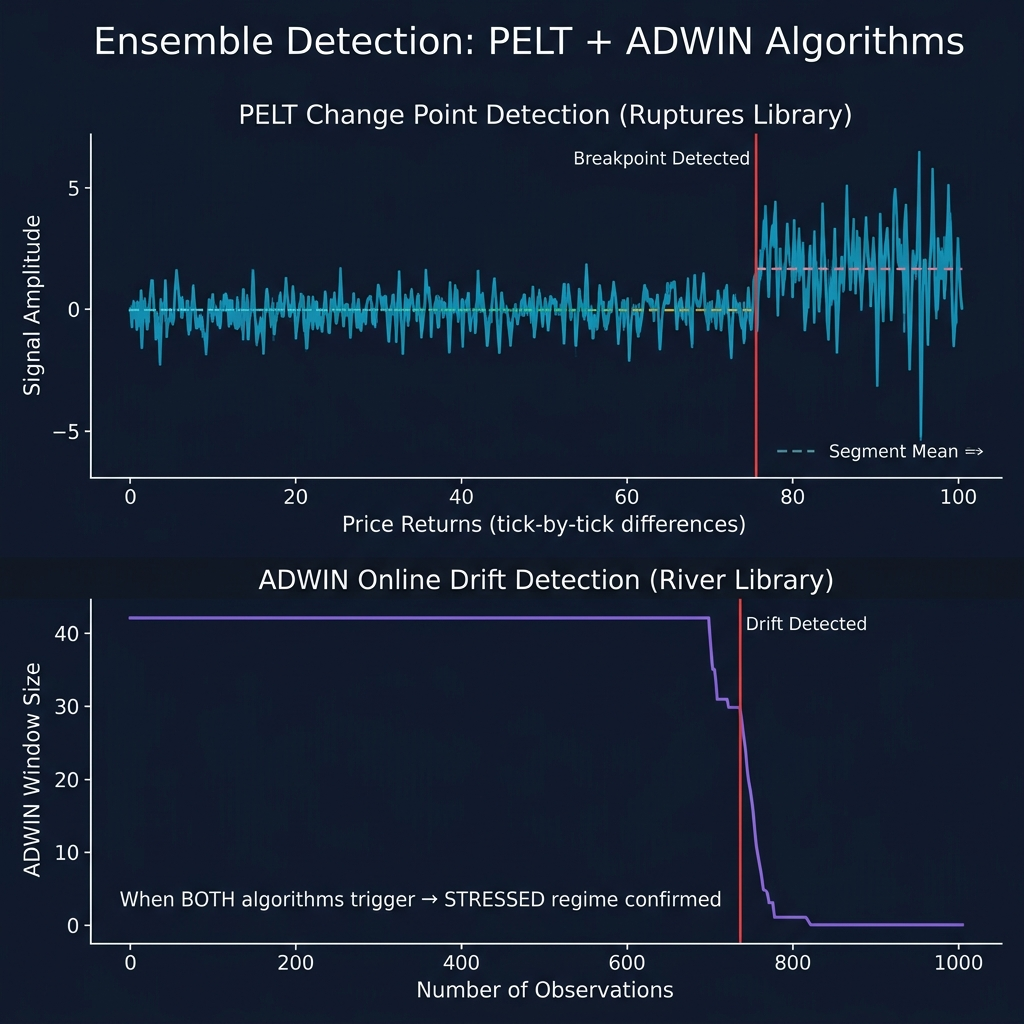 Ensemble Detection: PELT + ADWIN Algorithms
PELT Change Point Detection (Ruptures Library)
Breakpoint Detected
Signal Amplitude
5
0
−5
Segment Mean ⇒
0 20 40 60 80 100
Price Returns (tick-by-tick differences)
ADWIN Online Drift Detection (River Library)
Drift Detected
ADWIN Window Size
40
30
20
10
0
When BOTH algorithms trigger → STRESSED regime confirmed
0 200 400 600 800 1000
Number of Observations